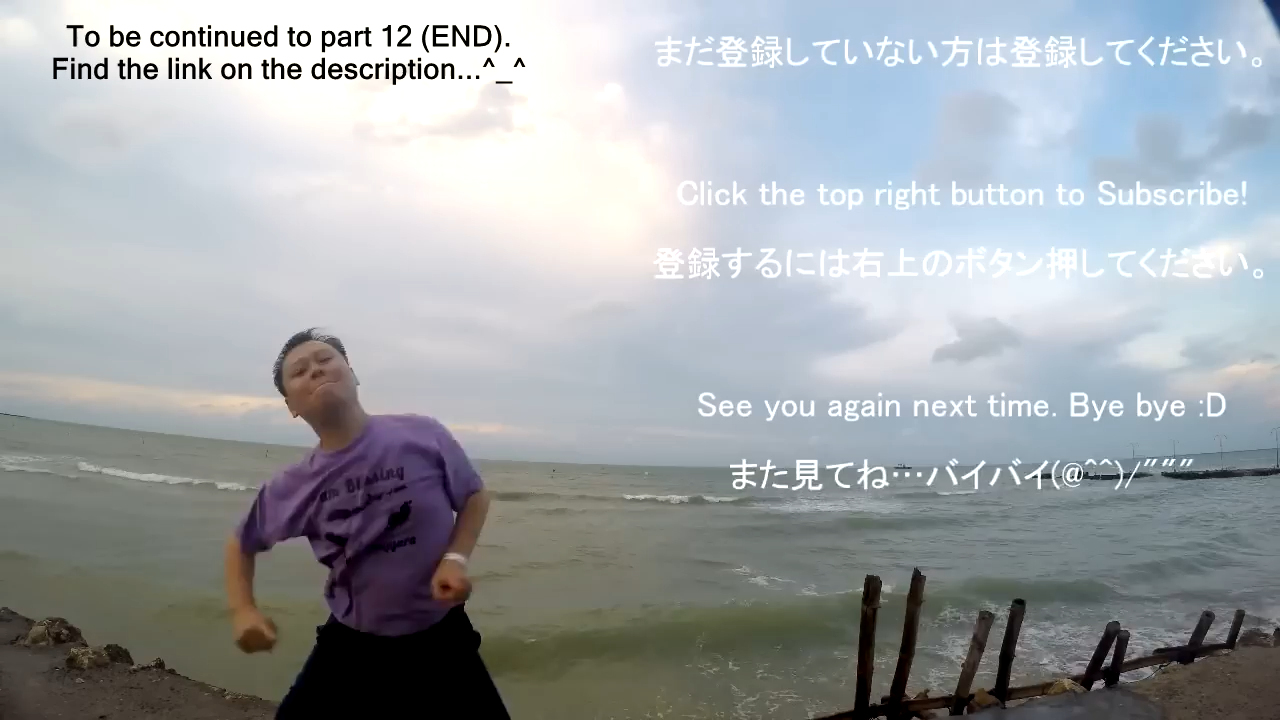 To be continued to part 12 (END).
Find the link on the description...^_^
まだ登録していない方は登録してください。
Click the top right button to Subscribe!
登録するには右上のボタン押してください。
See you again next time. Bye bye :D
また見てね…バイバイ(@^^)/"""